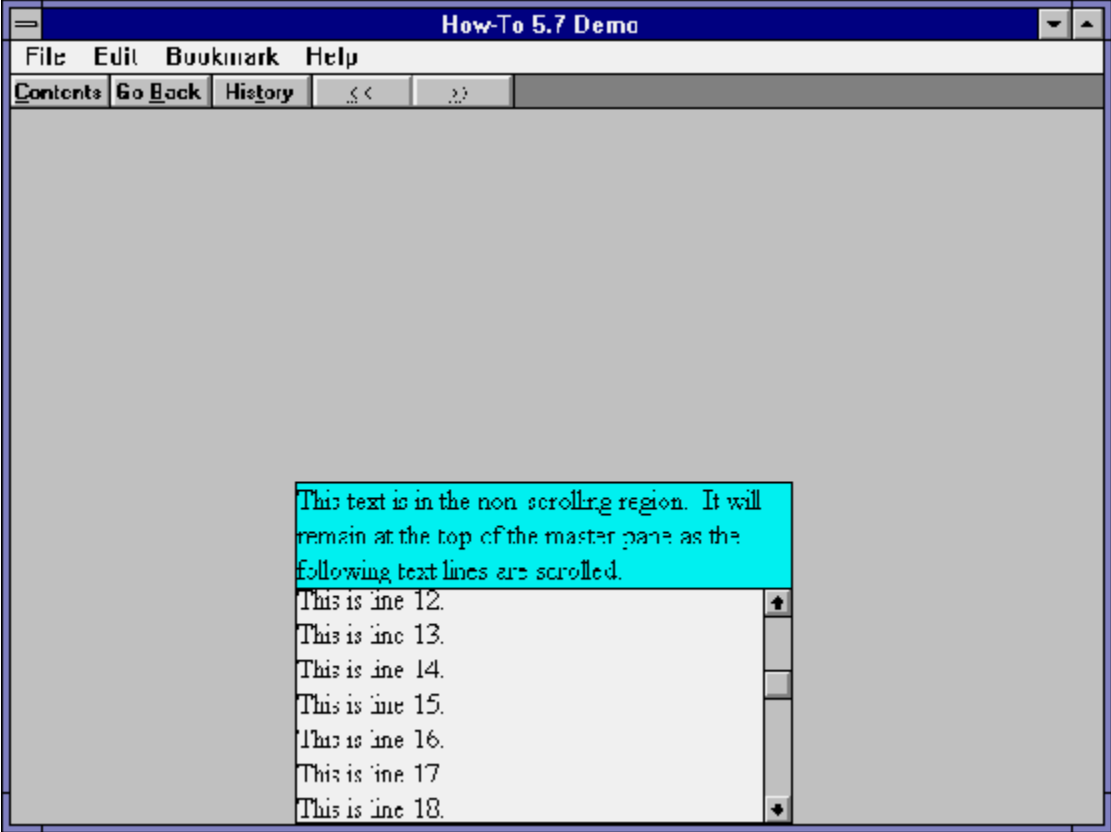 How-To 5.7 Demo
File Edit Bookmark Help
Contents Go Back History << >>
This text is in the non-scrolling region. It will
remain at the top of the master pane as the
following text lines are scrolled.
This is line 12.
This is line 13.
This is line 14.
This is line 15.
This is line 16.
This is line 17.
This is line 18.